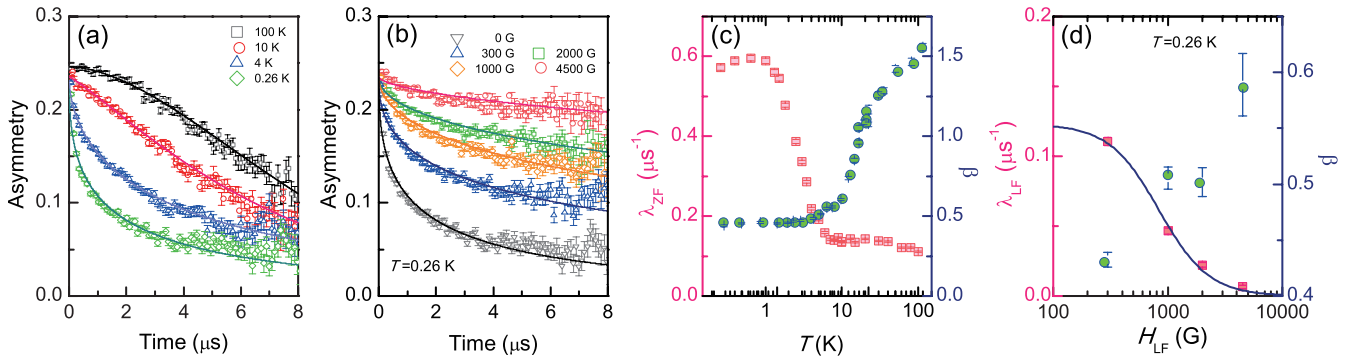 (a)
100 K
10 K
4 K
0.26 K
Asymmetry
0.3
0.2
0.1
0.0
0 2 4 6 8
Time (μs)
(b)
0 G
300 G
1000 G
2000 G
4500 G
T=0.26 K
Asymmetry
0.3
0.2
0.1
0.0
0 2 4 6 8
Time (μs)
(c)
λZF (μs⁻¹)
0.6
0.4
0.2
0.0
1 10 100
T (K)
1.5
1.0
0.5
0.0
β
(d)
T=0.26 K
λLF (μs⁻¹)
0.2
0.1
0.0
100 1000 10000
HLF (G)
0.6
0.5
0.4
β